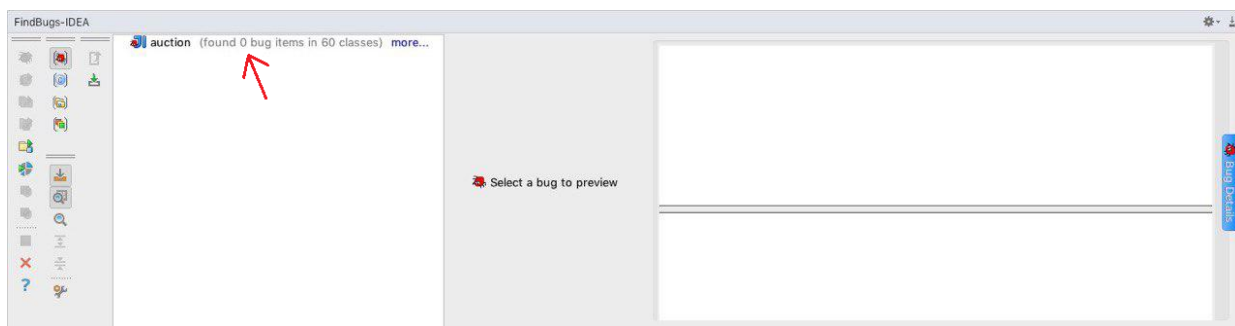 FindBugs-IDEA
auction (found 0 bug items in 60 classes) more...
Select a bug to preview
Bug Details